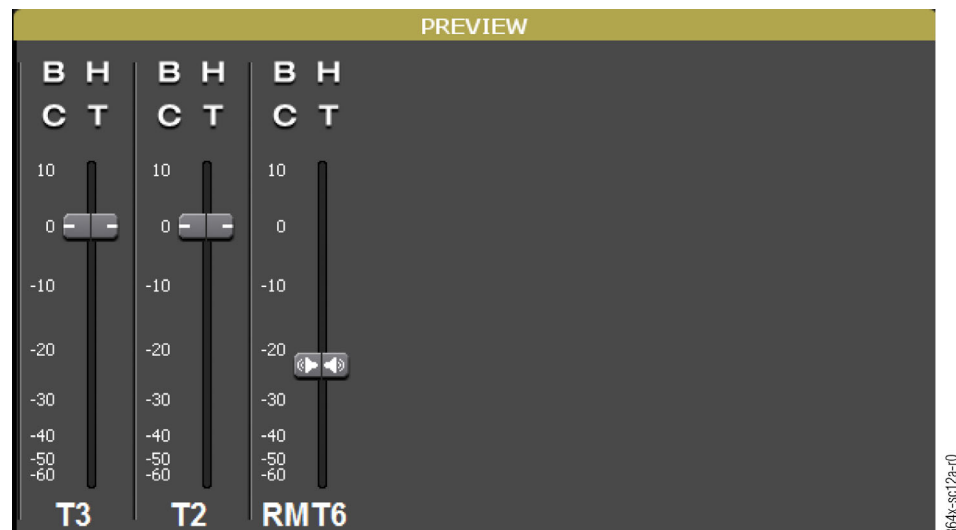 PREVIEW
B H B H B H
C T C T C T
10 10 10
0 0 0
-10 -10 -10
-20 -20 -20
-30 -30 -30
-40 -40 -40
-50 -50 -50
-60 -60 -60
T3 T2 RMT6